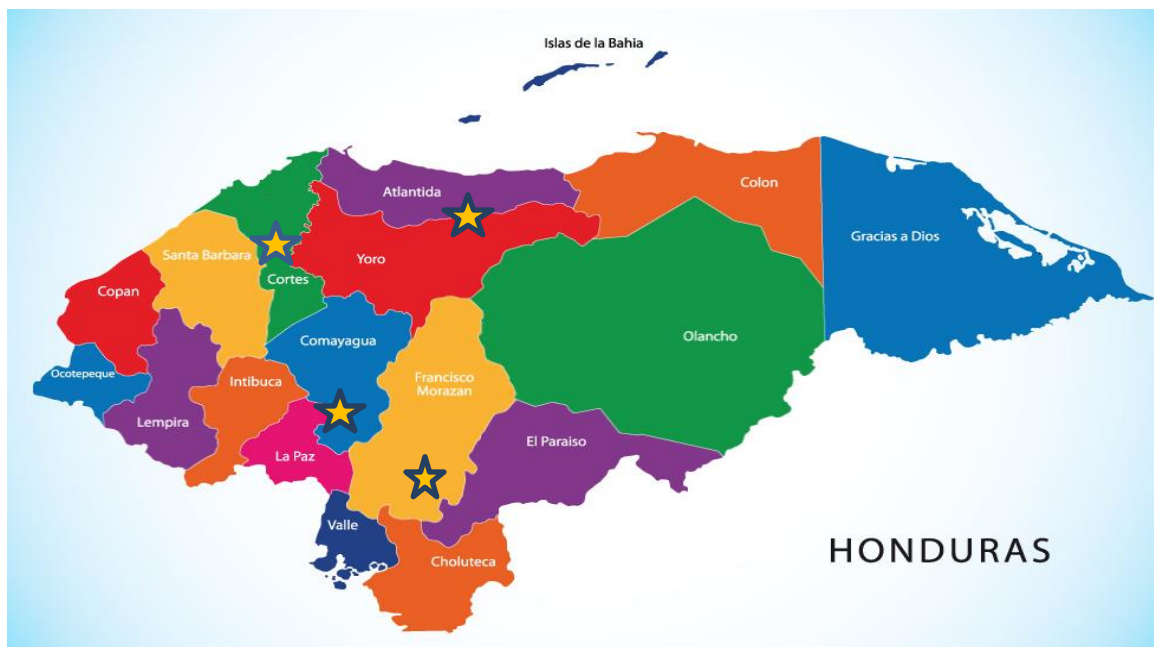 Islas de la Bahia
Atlantida
Colon
Gracias a Dios
Santa Barbara
Yoro
Cortes
Copan
Olancho
Comayagua
Ocotepeque
Intibuca
Francisco
Morazan
Lempira
El Paraiso
La Paz
Valle
Choluteca
HONDURAS